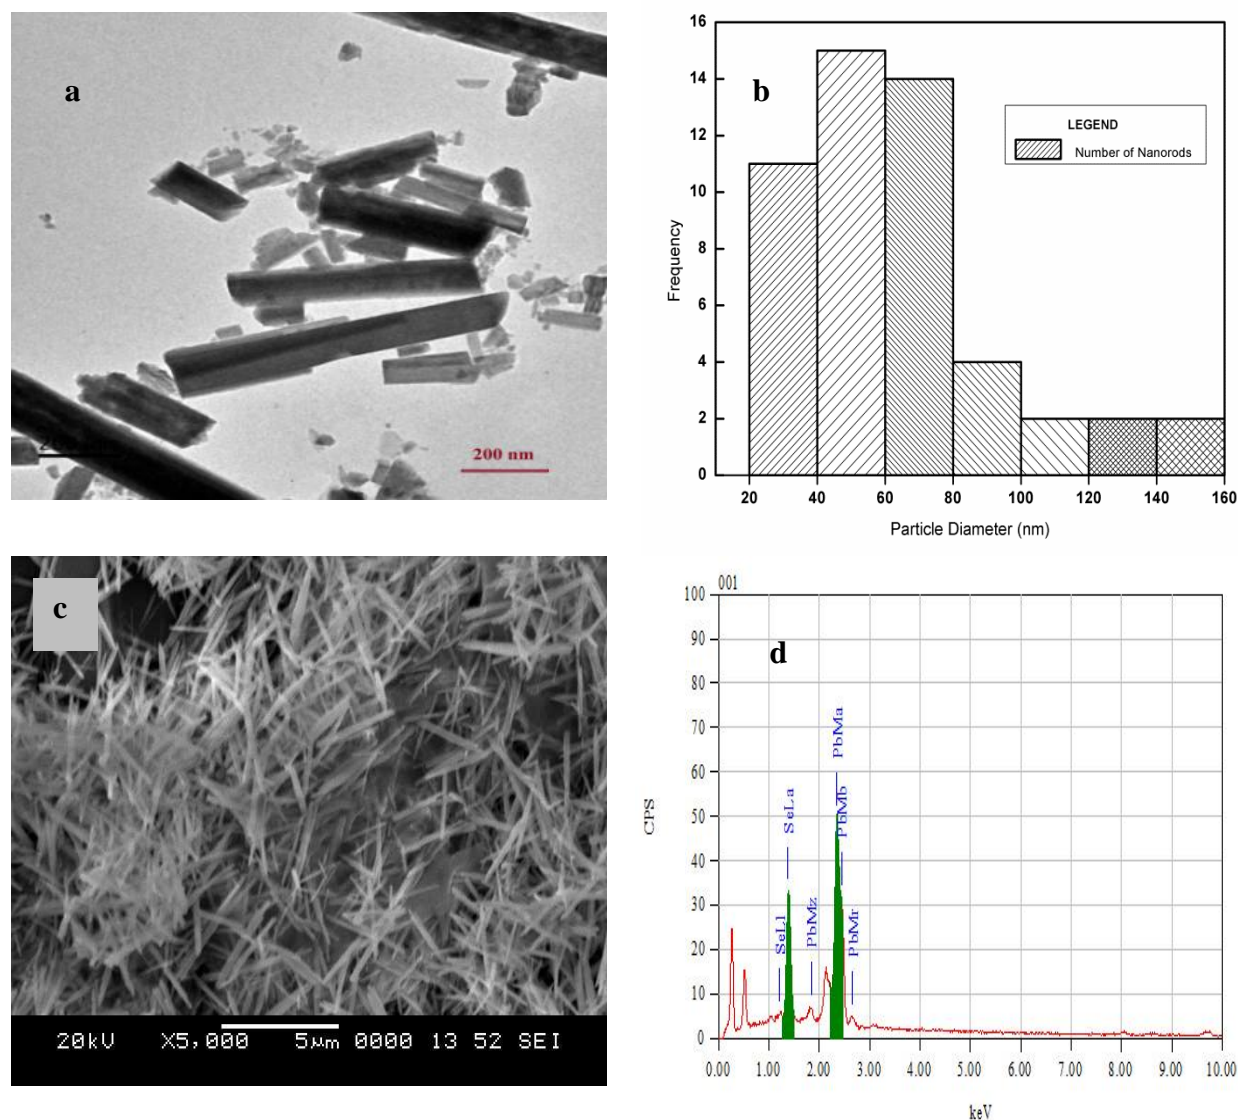 a
200 nm
b
16
14
12
10
8
6
4
2
0
Frequency
LEGEND
Number of Nanorods
20 40 60 80 100 120 140 160
Particle Diameter (nm)
c
20kV X5,000 5µm 0000 13 52 SEI
d
001
100
90
80
70
60
50
40
30
20
10
0
CPS
SeLl
SeLa
PbMz
PbMa
PbMb
PbMr
0.00 1.00 2.00 3.00 4.00 5.00 6.00 7.00 8.00 9.00 10.00
keV